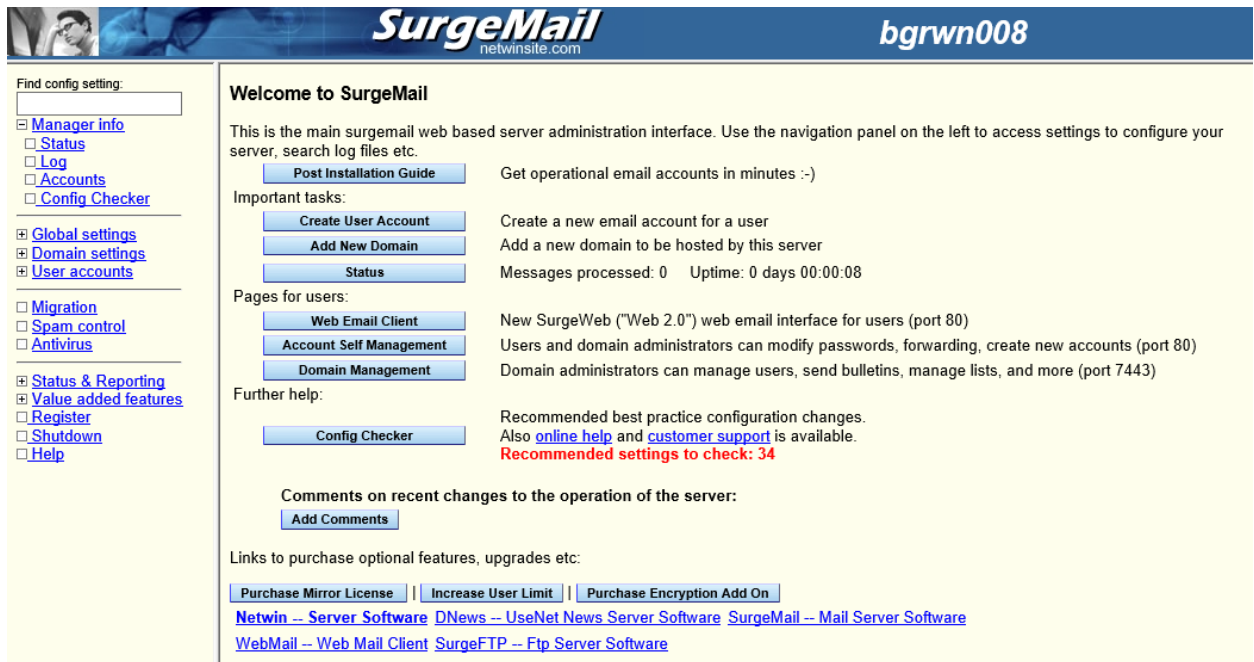 SurgeMail
netwinsite.com
bgrwn008
Find config setting:
Manager info
Status
Log
Accounts
Config Checker
Global settings
Domain settings
User accounts
Migration
Spam control
Antivirus
Status & Reporting
Value added features
Register
Shutdown
Help
Welcome to SurgeMail
This is the main surgemail web based server administration interface. Use the navigation panel on the left to access settings to configure your
server, search log files etc.
Post Installation Guide Get operational email accounts in minutes :-)
Important tasks:
Create User Account Create a new email account for a user
Add New Domain Add a new domain to be hosted by this server
Status Messages processed: 0 Uptime: 0 days 00:00:08
Pages for users:
Web Email Client New SurgeWeb ("Web 2.0") web email interface for users (port 80)
Account Self Management Users and domain administrators can modify passwords, forwarding, create new accounts (port 80)
Domain Management Domain administrators can manage users, send bulletins, manage lists, and more (port 7443)
Further help:
Recommended best practice configuration changes.
Config Checker Also online help and customer support is available.
Recommended settings to check: 34
Comments on recent changes to the operation of the server:
Add Comments
Links to purchase optional features, upgrades etc:
Purchase Mirror License | Increase User Limit | Purchase Encryption Add On
Netwin -- Server Software DNews -- UseNet News Server Software SurgeMail -- Mail Server Software
WebMail -- Web Mail Client SurgeFTP -- Ftp Server Software